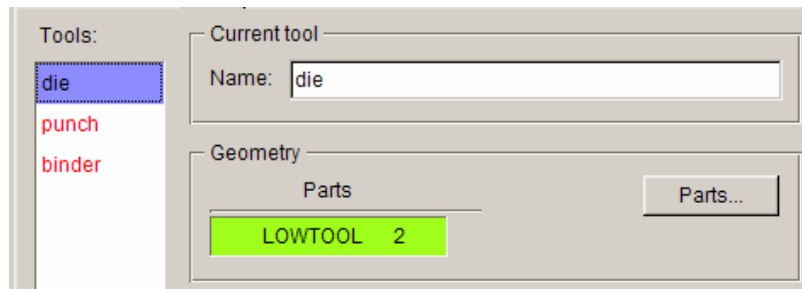 Tools:
die
punch
binder
Current tool
Name: die
Geometry
Parts
Parts...
LOWTOOL 2